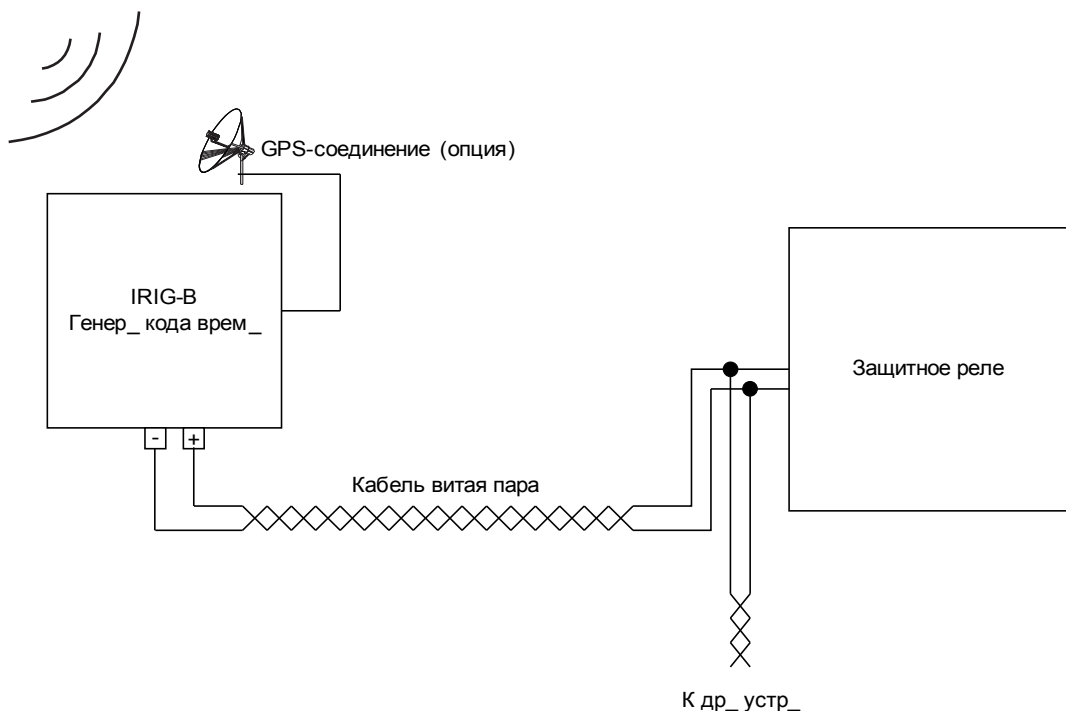 GPS-соединение (опция)
IRIG-B
Генер_ кода врем_
- +
Защитное реле
Кабель витая пара
К др_ устр_